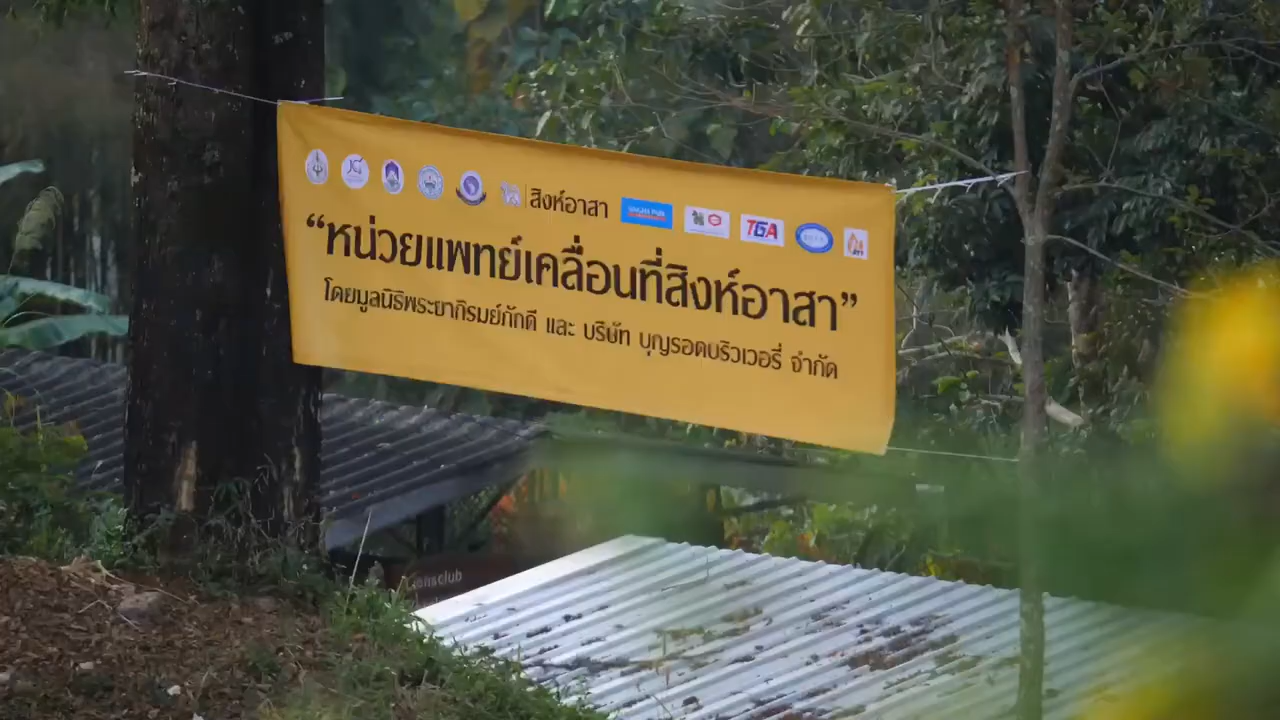 สิงห์อาสา
TGA
“หน่วยแพทย์เคลื่อนที่สิงห์อาสา”
โดยมูลนิธิพระยาภิรมย์ภักดี และ บริษัท บุญรอดบริวเวอรี่ จำกัด